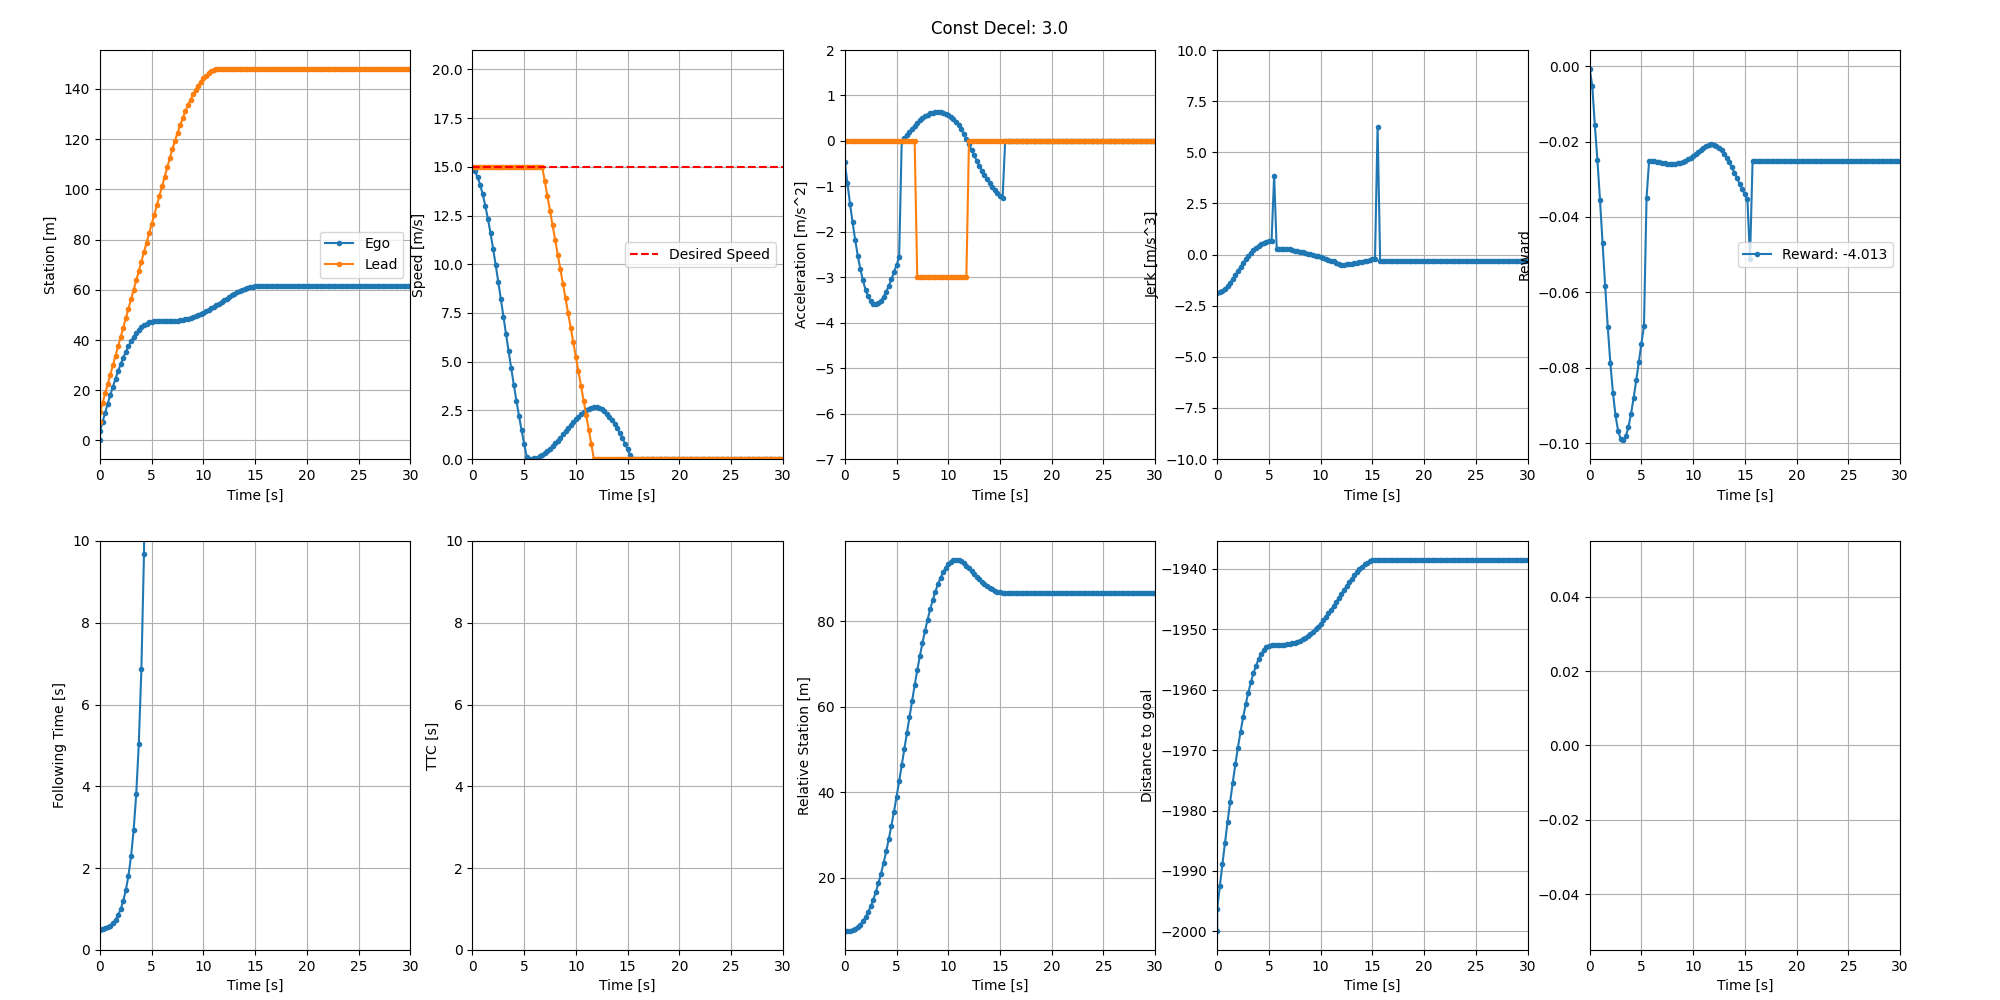 Const Decel: 3.0
Station [m]
140
120
100
80
60
40
20
0
0 5 10 15 20 25 30
Time [s]
Ego
Lead
Speed [m/s]
20.0
17.5
15.0
12.5
10.0
7.5
5.0
2.5
0.0
0 5 10 15 20 25 30
Time [s]
Desired Speed
Acceleration [m/s^2]
2
1
0
−1
−2
−3
−4
−5
−6
−7
0 5 10 15 20 25 30
Time [s]
Jerk [m/s^3]
10.0
7.5
5.0
2.5
0.0
−2.5
−5.0
−7.5
−10.0
0 5 10 15 20 25 30
Time [s]
Reward
0.00
−0.02
−0.04
−0.06
−0.08
−0.10
0 5 10 15 20 25 30
Time [s]
Reward: -4.013
Following Time [s]
10
8
6
4
2
0
0 5 10 15 20 25 30
Time [s]
TTC [s]
10
8
6
4
2
0
0 5 10 15 20 25 30
Time [s]
Relative Station [m]
80
60
40
20
0 5 10 15 20 25 30
Time [s]
Distance to goal
−1940
−1950
−1960
−1970
−1980
−1990
−2000
0 5 10 15 20 25 30
Time [s]
0.04
0.02
0.00
−0.02
−0.04
0 5 10 15 20 25 30
Time [s]